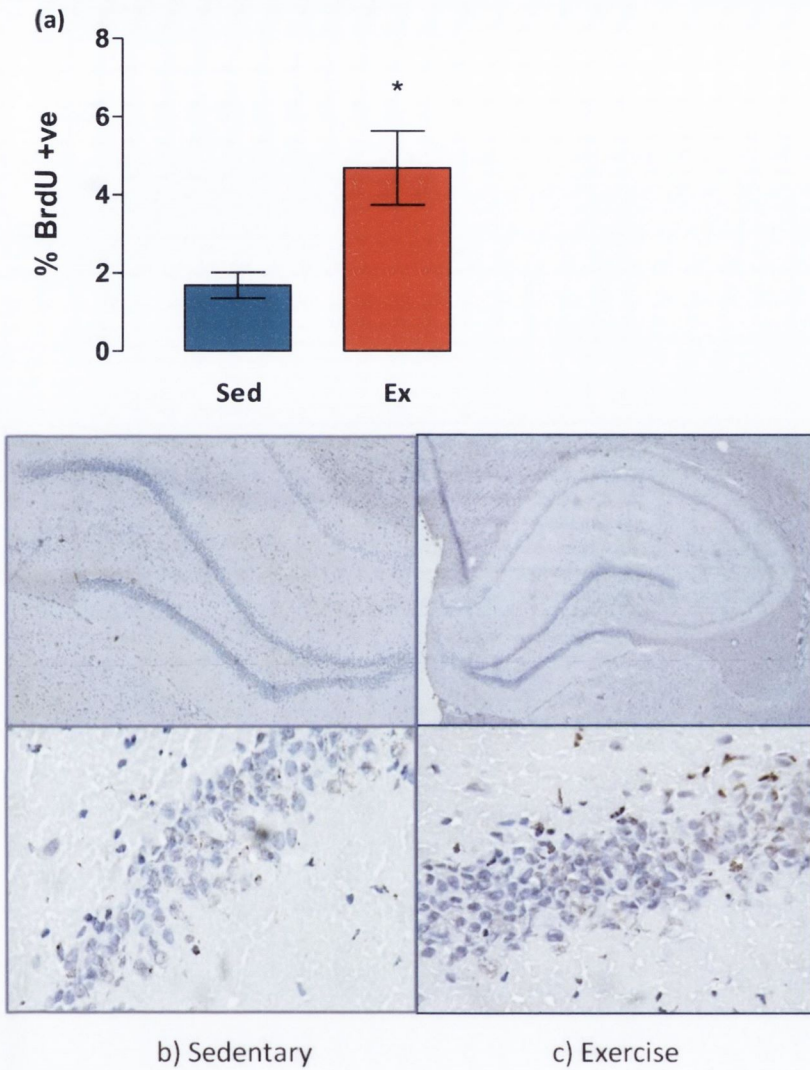 (a)
8
6
4
2
0
% BrdU +ve
*
Sed
Ex
b) Sedentary
c) Exercise